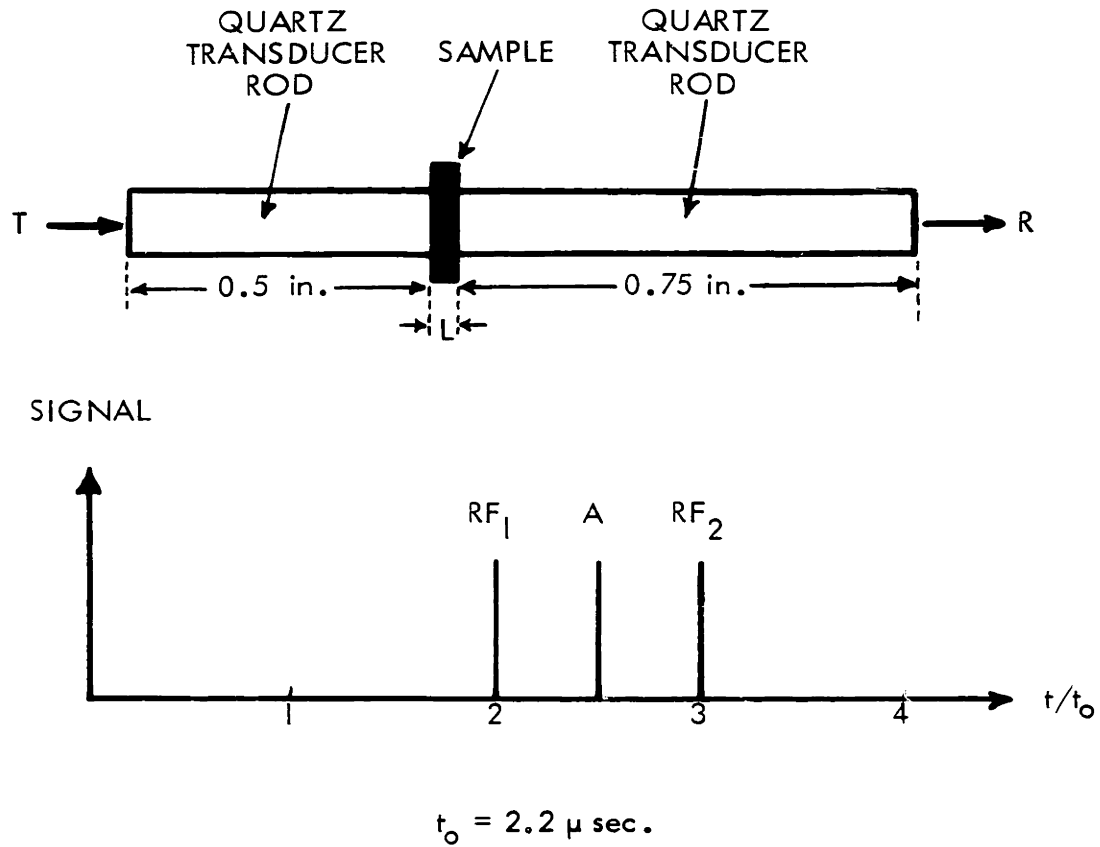 QUARTZ
TRANSDUCER
ROD
SAMPLE
QUARTZ
TRANSDUCER
ROD
T
R
0.5 in.
0.75 in.
L
SIGNAL
RF1
A
RF2
1
2
3
4
t/to
to = 2.2 μ sec.